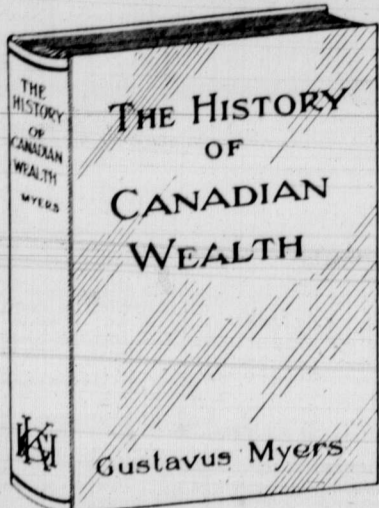 THE
HISTORY
OF
CANADIAN
WEALTH
MYERS
THE HISTORY
OF
CANADIAN
WEALTH
Gustavus Myers